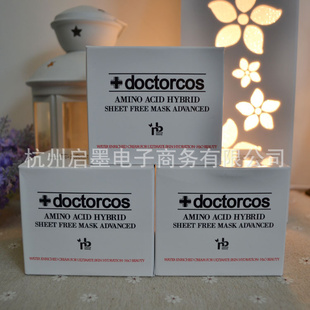 +doctorcos
AMINO ACID HYBRID
SHEET FREE MASK ADVANCED
杭州启墨电子商务有限公司
+doctorcos
AMINO ACID HYBRID
SHEET FREE MASK ADVANCED
+doctorcos
AMINO ACID HYBRID
SHEET FREE MASK ADVANCED